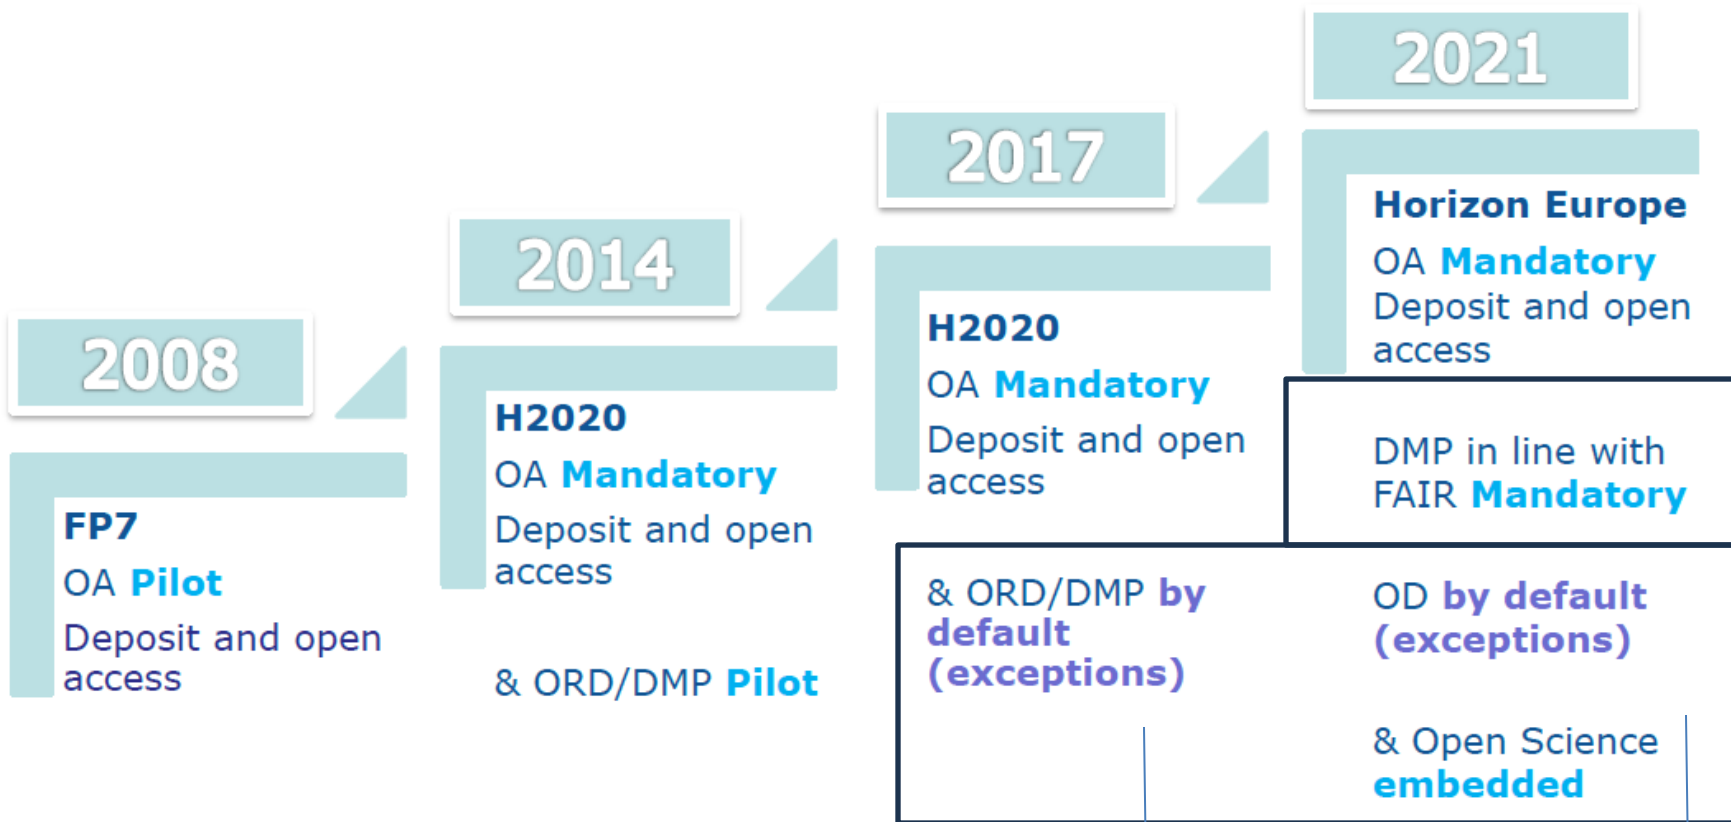 2008
FP7
OA Pilot
Deposit and open
access
2014
H2020
OA Mandatory
Deposit and open
access
& ORD/DMP Pilot
2017
H2020
OA Mandatory
Deposit and open
access
& ORD/DMP by
default
(exceptions)
2021
Horizon Europe
OA Mandatory
Deposit and open
access
DMP in line with
FAIR Mandatory
OD by default
(exceptions)
& Open Science
embedded